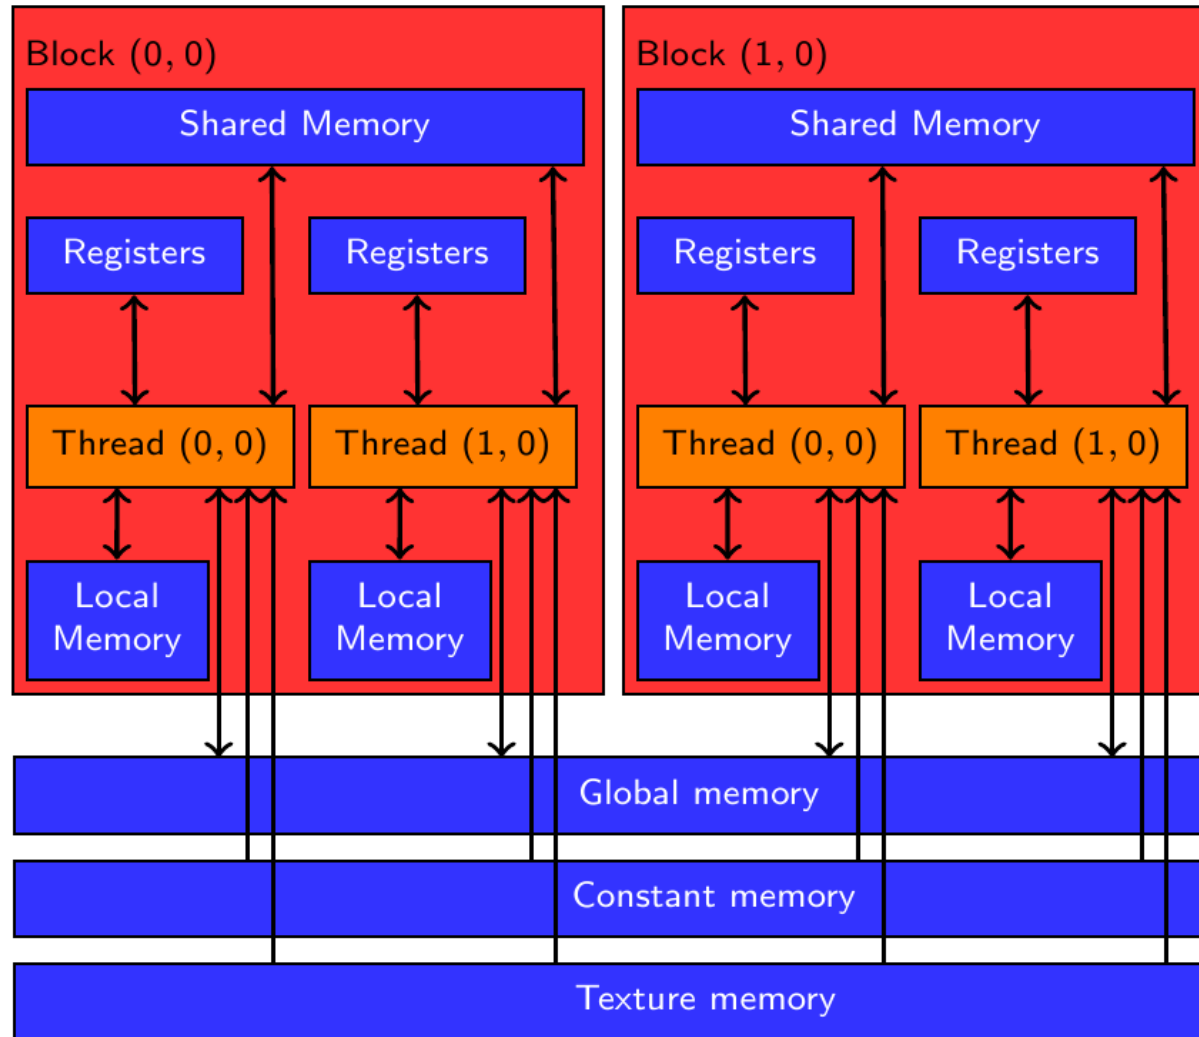 Block (0, 0)
Shared Memory
Registers
Registers
Thread (0, 0)
Thread (1, 0)
Local
Memory
Local
Memory
Block (1, 0)
Shared Memory
Registers
Registers
Thread (0, 0)
Thread (1, 0)
Local
Memory
Local
Memory
Global memory
Constant memory
Texture memory